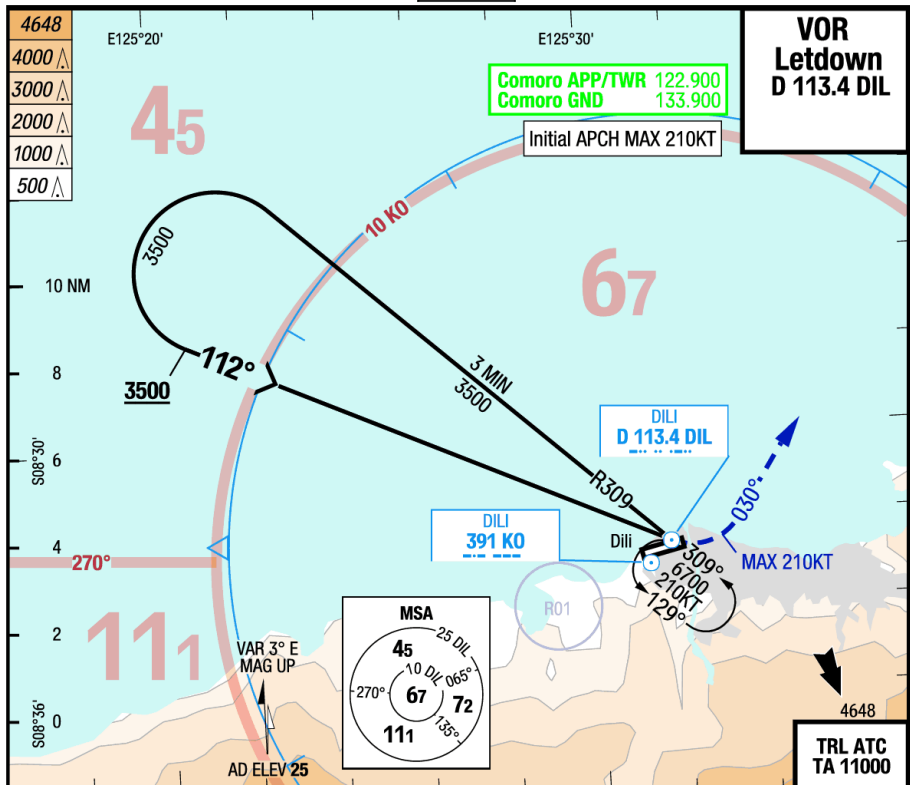 4648
4000
3000
2000
1000
500
E125°20'
E125°30'
VOR
Letdown
D 113.4 DIL
Comoro APP/TWR 122.900
Comoro GND 133.900
Initial APCH MAX 210KT
45
10 KO
67
3500
10 NM
8
6
4
2
0
S08°30'
S08°36'
112°
3500
3 MIN
3500
R309
DILI
D 113.4 DIL
DILI
391 KO
Dili
030°
MAX 210KT
309°
6700
210KT
129°
270°
111
R01
VAR 3° E
MAG UP
AD ELEV 25
MSA
25 DIL
45
10 DIL
065°
270°
67
72
111
135°
4648
TRL ATC
TA 11000